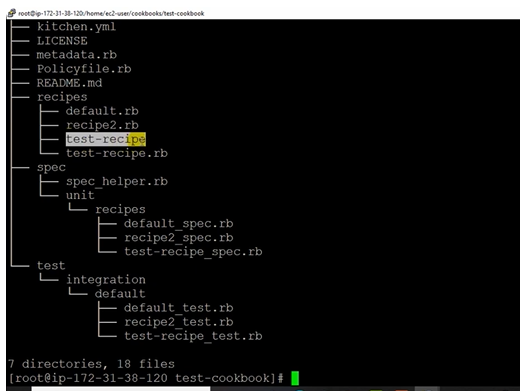 root@ip-172-31-38-120:/home/ec2-user/cookbooks/test-cookbook
├── kitchen.yml
├── LICENSE
├── metadata.rb
├── Policyfile.rb
├── README.md
├── recipes
│   ├── default.rb
│   ├── recipe2.rb
│   ├── test-recipe
│   └── test-recipe.rb
├── spec
│   ├── spec_helper.rb
│   └── unit
│       └── recipes
│           ├── default_spec.rb
│           ├── recipe2_spec.rb
│           └── test-recipe_spec.rb
└── test
    └── integration
        └── default
            ├── default_test.rb
            ├── recipe2_test.rb
            └── test-recipe_test.rb
7 directories, 18 files
[root@ip-172-31-38-120 test-cookbook]#